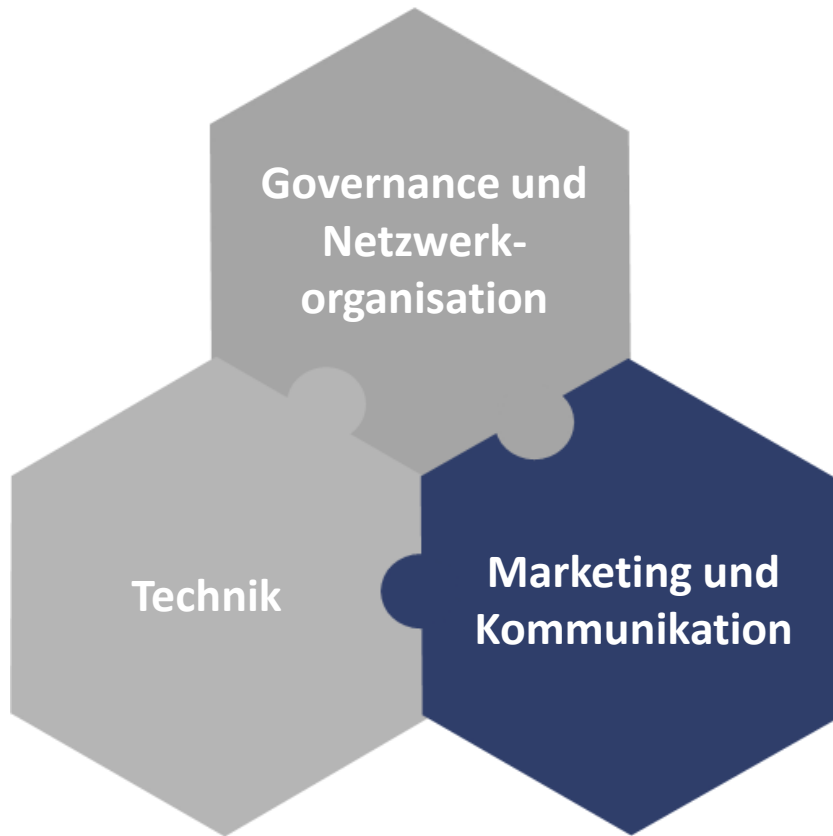 Governance und
Netzwerk-
organisation
Technik
Marketing und
Kommunikation